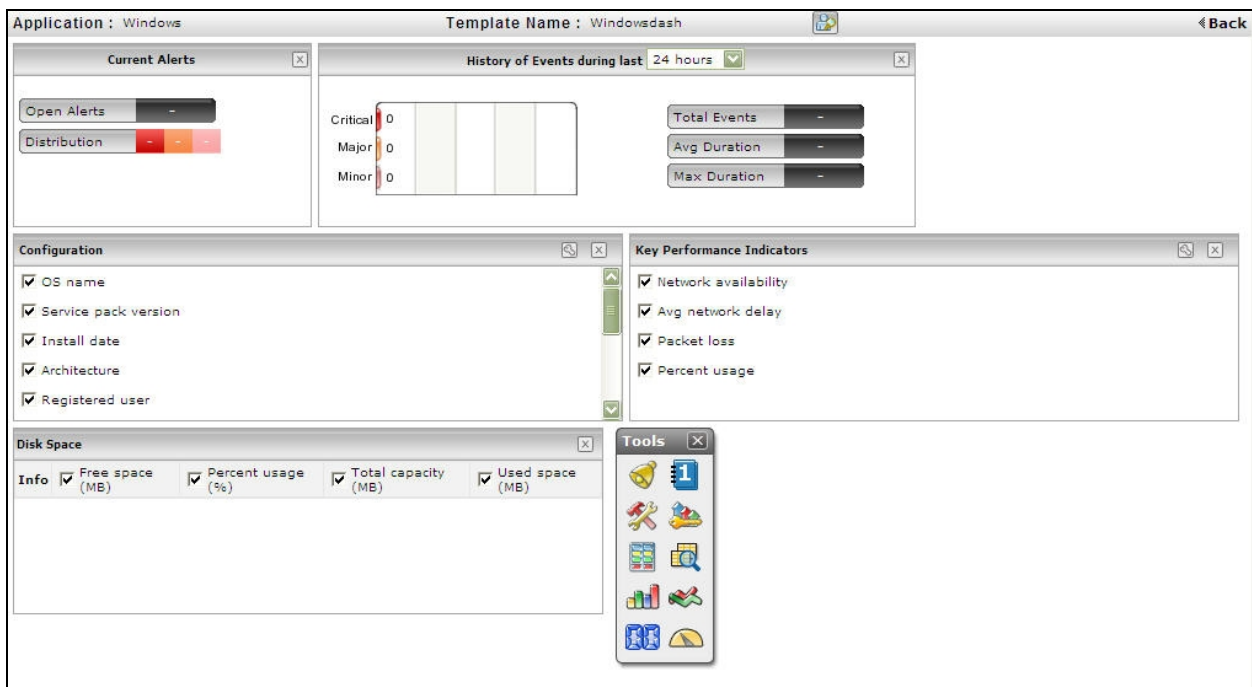 Application : Windows
Template Name : Windowsdash
Back
Current Alerts
Open Alerts -
Distribution - - -
History of Events during last 24 hours
Critical 0
Major 0
Minor 0
Total Events -
Avg Duration -
Max Duration -
Configuration
OS name
Service pack version
Install date
Architecture
Registered user
Key Performance Indicators
Network availability
Avg network delay
Packet loss
Percent usage
Disk Space
Info
Free space
(MB)
Percent usage
(%)
Total capacity
(MB)
Used space
(MB)
Tools
1